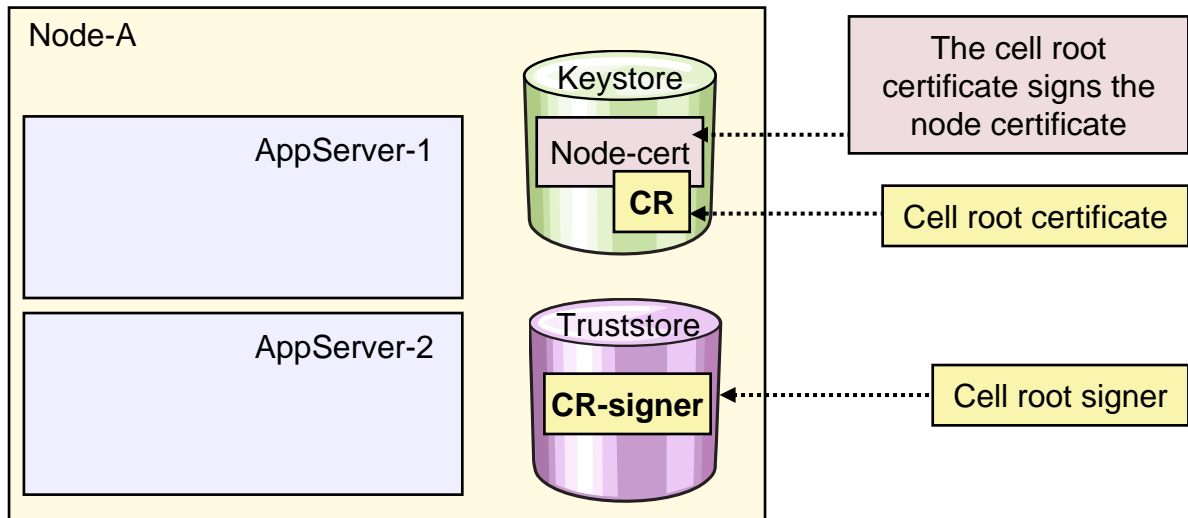 Node-A
AppServer-1
AppServer-2
Keystore
Node-cert
CR
Truststore
CR-signer
The cell root
certificate signs the
node certificate
Cell root certificate
Cell root signer